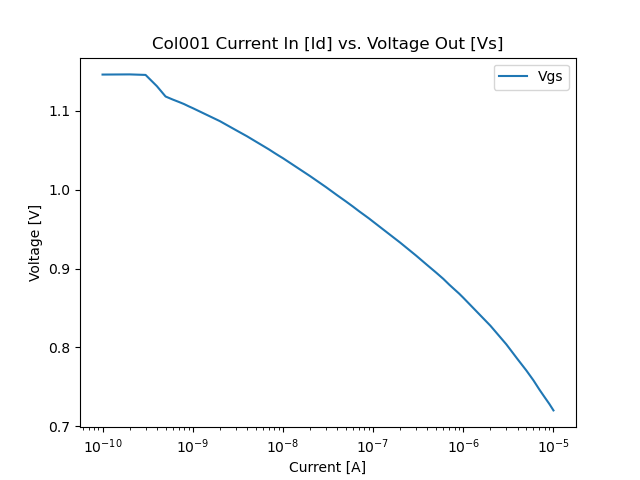 Col001 Current In [Id] vs. Voltage Out [Vs]
Vgs
1.1
1.0
0.9
0.8
0.7
Voltage [V]
10⁻¹⁰ 10⁻⁹ 10⁻⁸ 10⁻⁷ 10⁻⁶ 10⁻⁵
Current [A]